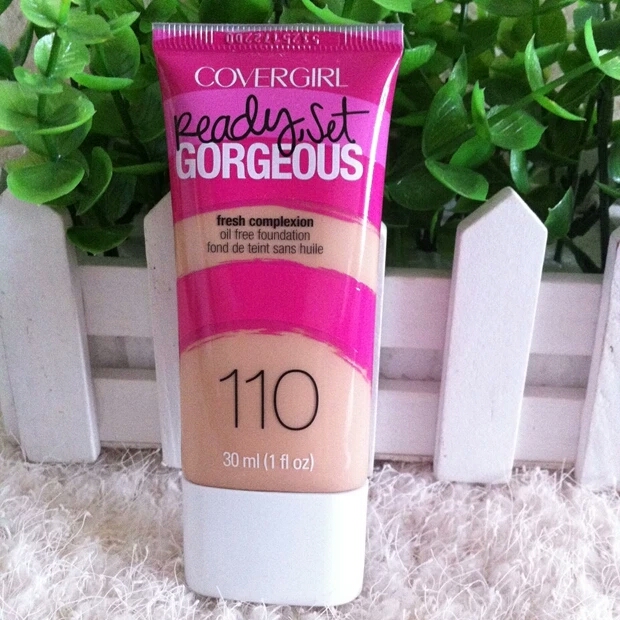 COVERGIRL
Ready, Set
GORGEOUS
fresh complexion
oil free foundation
fond de teint sans huile
110
30 ml (1 fl oz)